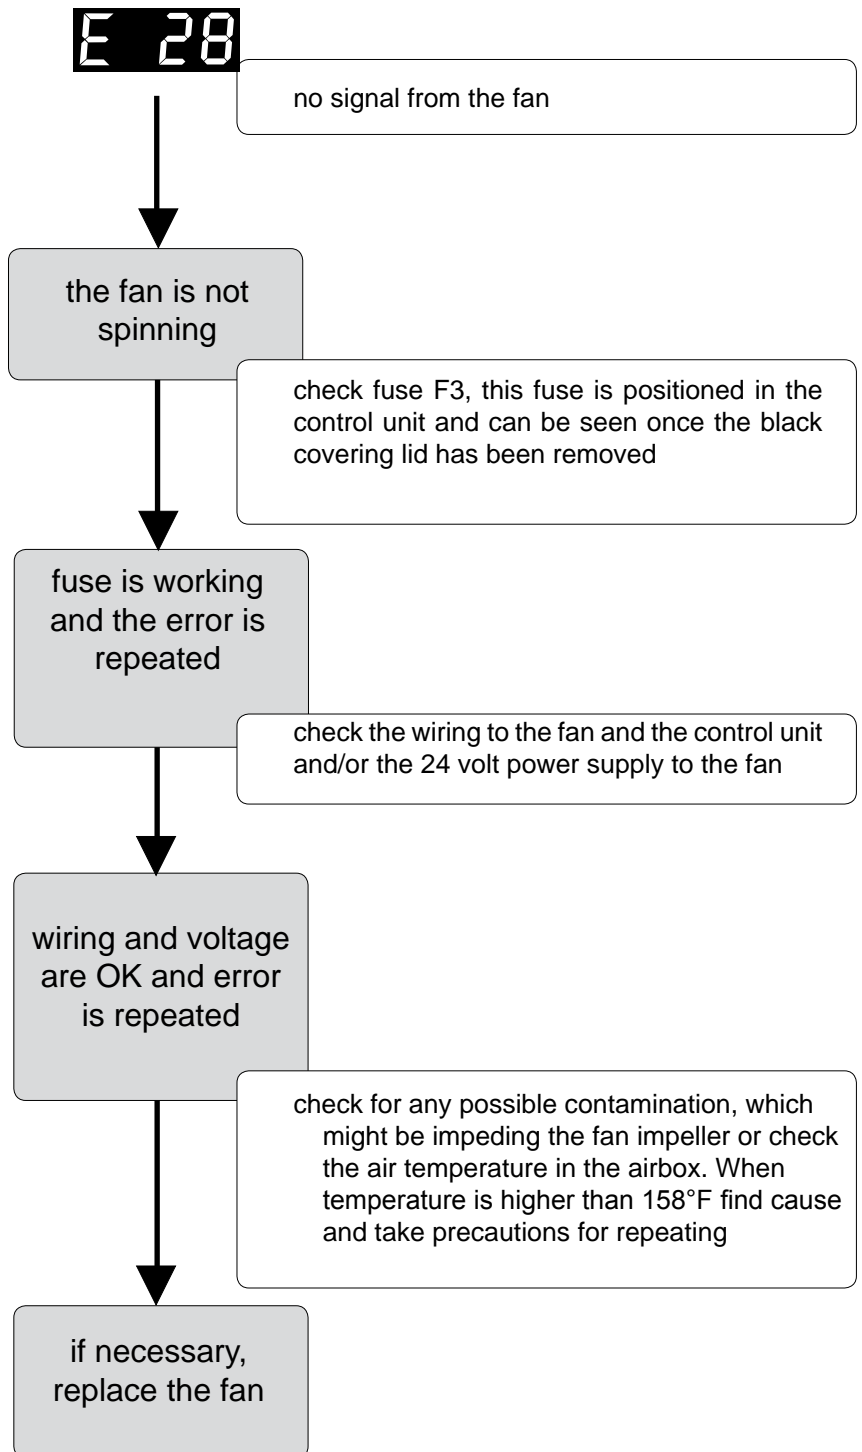 E 28
no signal from the fan
the fan is not
spinning
check fuse F3, this fuse is positioned in the
control unit and can be seen once the black
covering lid has been removed
fuse is working
and the error is
repeated
check the wiring to the fan and the control unit
and/or the 24 volt power supply to the fan
wiring and voltage
are OK and error
is repeated
check for any possible contamination, which
might be impeding the fan impeller or check
the air temperature in the airbox. When
temperature is higher than 158°F find cause
and take precautions for repeating
if necessary,
replace the fan